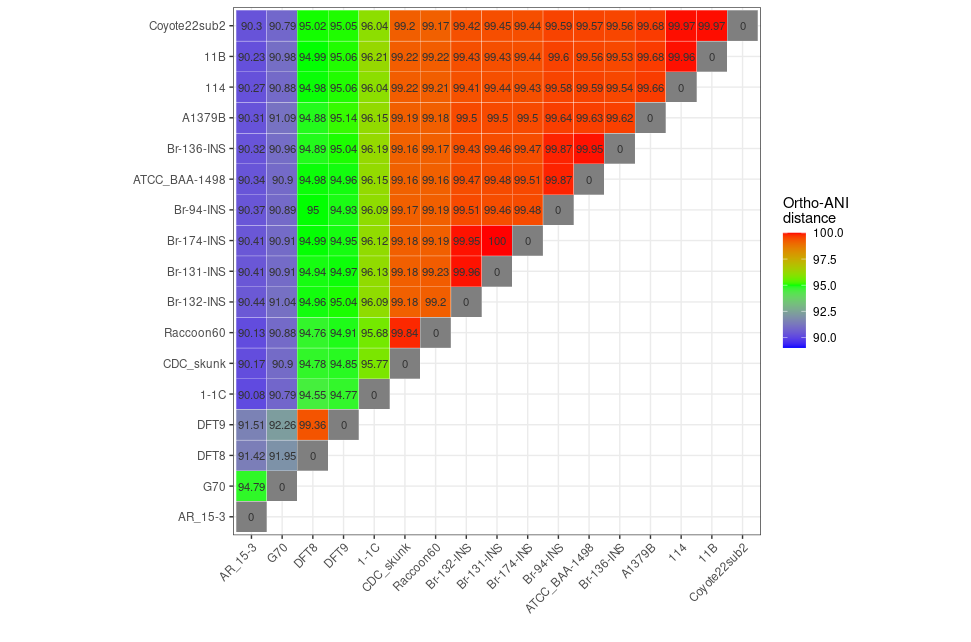 Coyote22sub2 90.3 90.79 95.02 95.05 96.04 99.2 99.17 99.42 99.45 99.44 99.59 99.57 99.56 99.68 99.97 99.97 0
11B 90.23 90.98 94.99 95.06 96.21 99.22 99.22 99.43 99.43 99.44 99.6 99.56 99.53 99.68 99.96 0
114 90.27 90.88 94.98 95.06 96.04 99.22 99.21 99.41 99.44 99.43 99.58 99.59 99.54 99.66 0
A1379B 90.31 91.09 94.88 95.14 96.15 99.19 99.18 99.5 99.5 99.5 99.64 99.63 99.62 0
Br-136-INS 90.32 90.96 94.89 95.04 96.19 99.16 99.17 99.43 99.46 99.47 99.87 99.95 0
ATCC_BAA-1498 90.34 90.9 94.98 94.96 96.15 99.16 99.16 99.47 99.48 99.51 99.87 0
Br-94-INS 90.37 90.89 95 94.93 96.09 99.17 99.19 99.51 99.46 99.48 0
Br-174-INS 90.41 90.91 94.99 94.95 96.12 99.18 99.19 99.95 100 0
Br-131-INS 90.41 90.91 94.94 94.97 96.13 99.18 99.23 99.96 0
Br-132-INS 90.44 91.04 94.96 95.04 96.09 99.18 99.2 0
Raccoon60 90.13 90.88 94.76 94.91 95.68 99.84 0
CDC_skunk 90.17 90.9 94.78 94.85 95.77 0
1-1C 90.08 90.79 94.55 94.77 0
DFT9 91.51 92.26 99.36 0
DFT8 91.42 91.95 0
G70 94.79 0
AR_15-3 0
AR_15-3 G70 DFT8 DFT9 1-1C CDC_skunk Raccoon60 Br-132-INS Br-131-INS Br-174-INS Br-94-INS ATCC_BAA-1498 Br-136-INS A1379B 114 11B Coyote22sub2
Ortho-ANI
distance
100.0
97.5
95.0
92.5
90.0